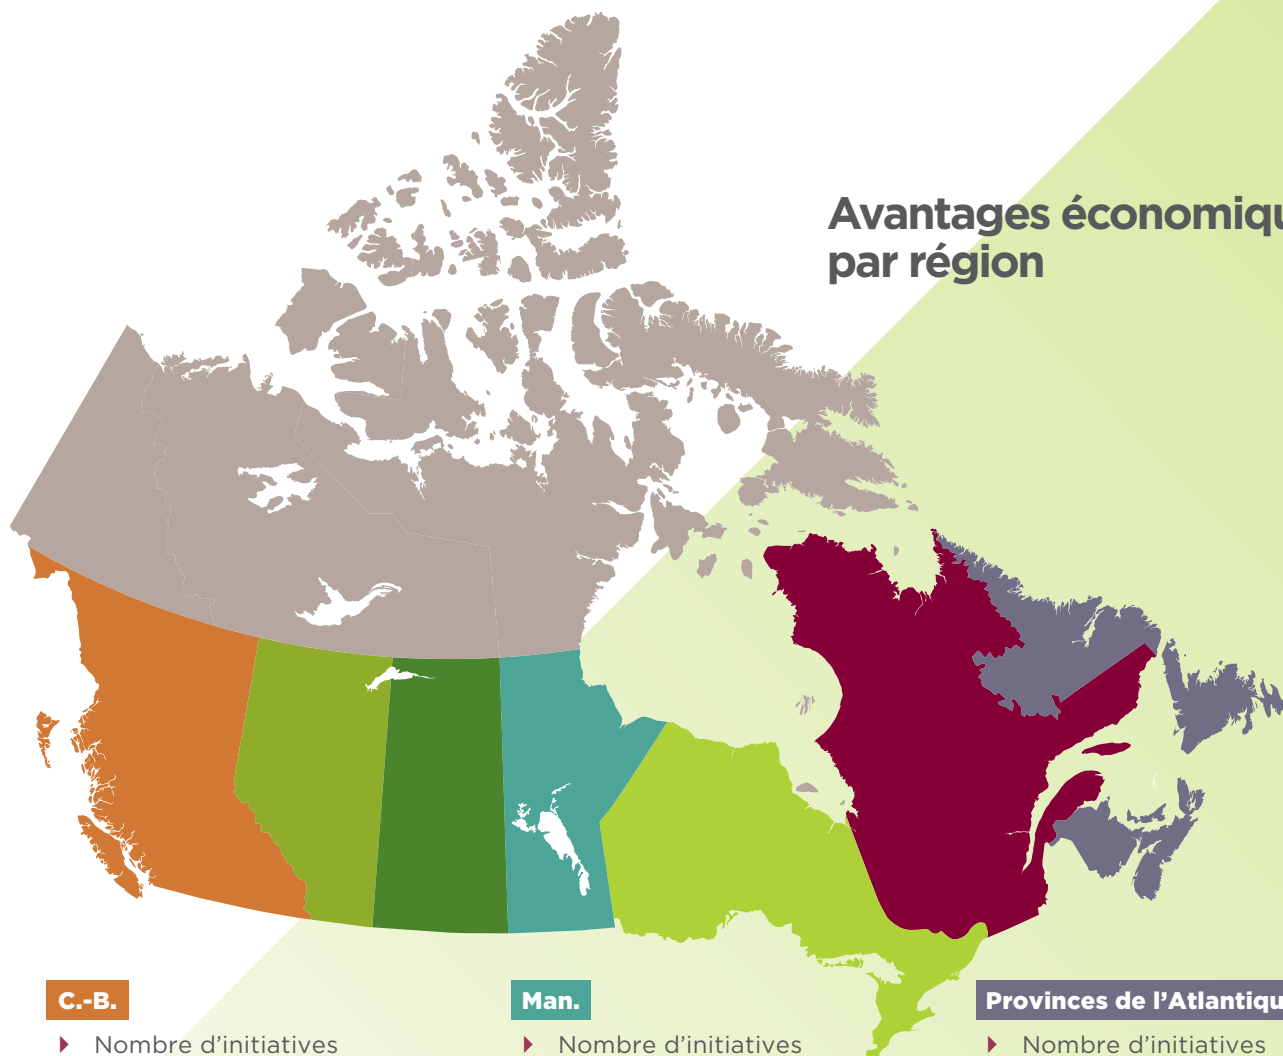 Avantages économiqu
par région
C.-B.
Nombre d'initiatives
Man.
Nombre d'initiatives
Provinces de l'Atlantiqu
Nombre d'initiatives